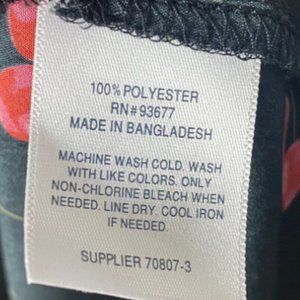 100% POLYESTER
RN#93677
MADE IN BANGLADESH
MACHINE WASH COLD. WASH
WITH LIKE COLORS. ONLY
NON-CHLORINE BLEACH WHEN
NEEDED. LINE DRY. COOL IRON
IF NEEDED
SUPPLIER 70807-3